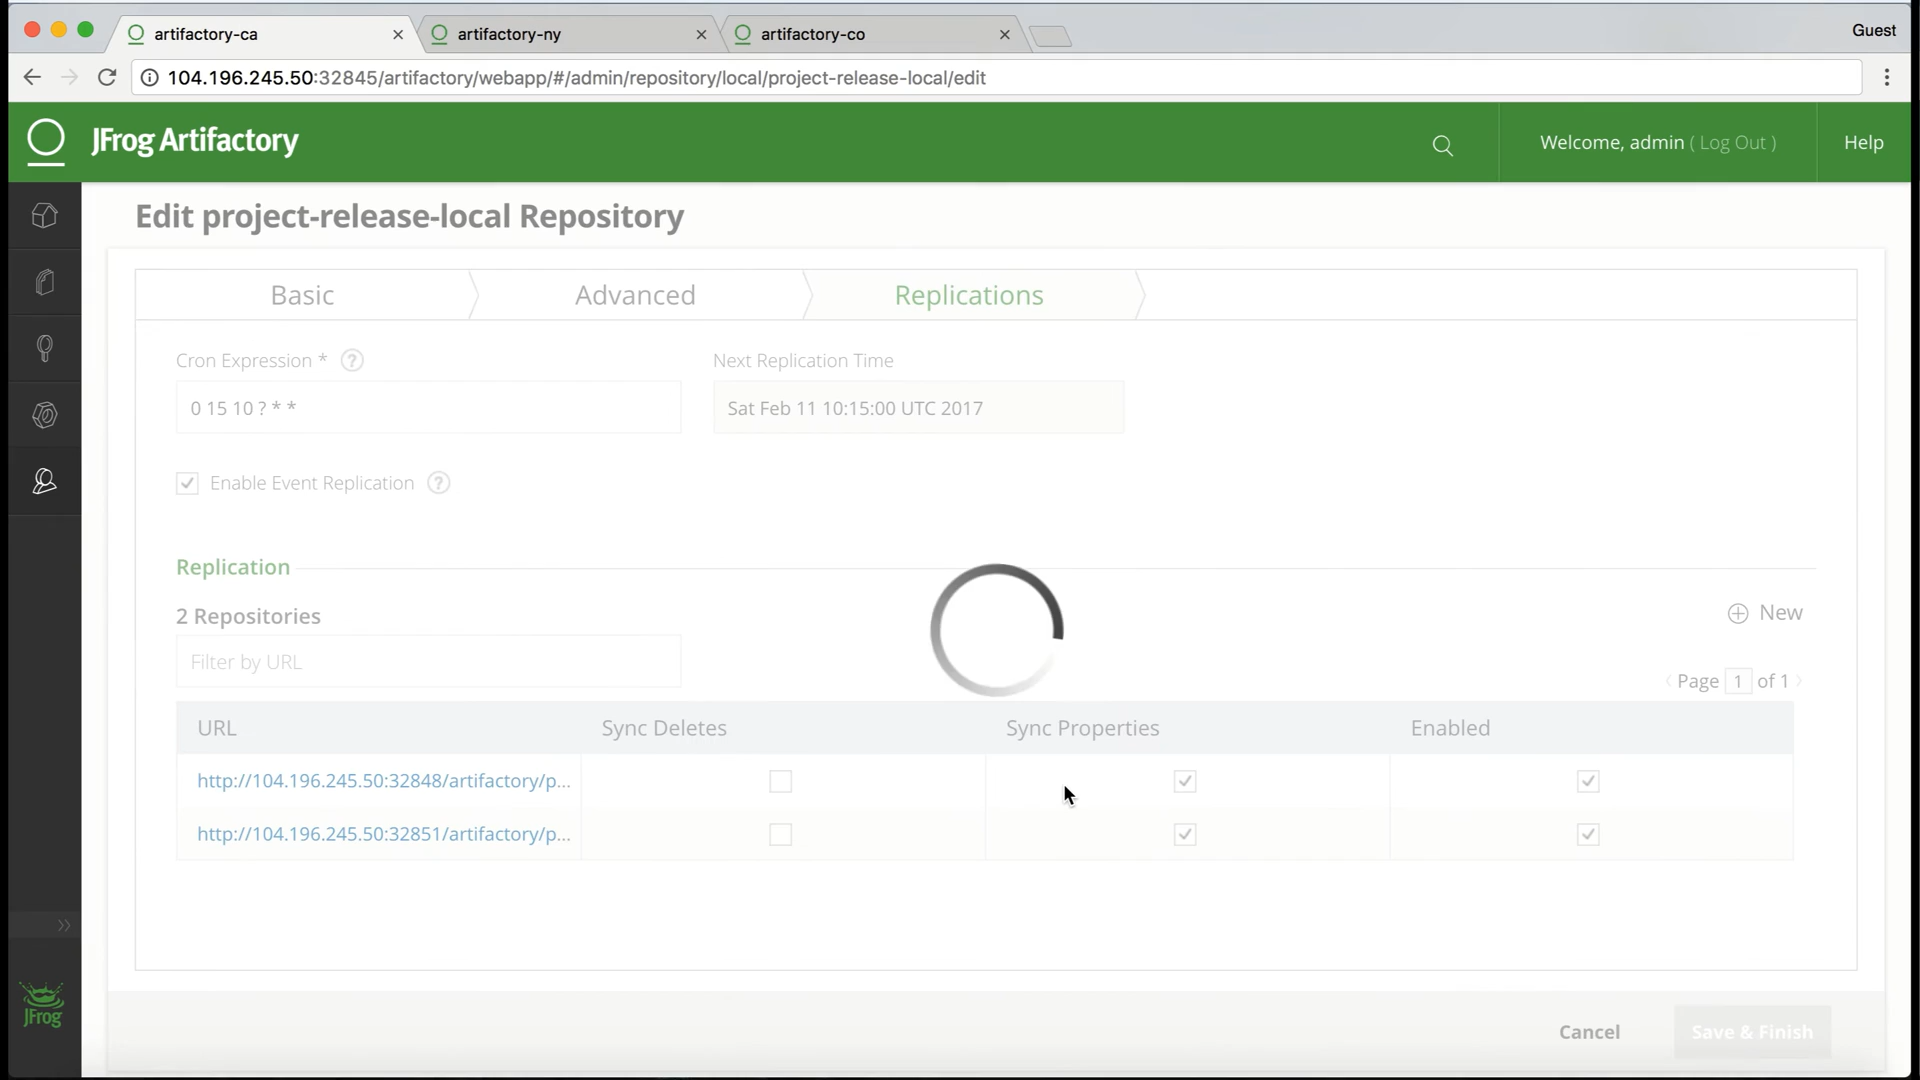 artifactory-ca
artifactory-ny
artifactory-co
Guest
104.196.245.50:32845/artifactory/webapp/#/admin/repository/local/project-release-local/edit
JFrog Artifactory
Welcome, admin ( Log Out )
Help
Edit project-release-local Repository
Basic
Advanced
Replications
Cron Expression * ?
Next Replication Time
0 15 10 ? * *
Sat Feb 11 10:15:00 UTC 2017
Enable Event Replication ?
Replication
2 Repositories
New
Filter by URL
Page 1 of 1
URL
Sync Deletes
Sync Properties
Enabled
http://104.196.245.50:32848/artifactory/p...
http://104.196.245.50:32851/artifactory/p...
JFrog
Cancel
Save & Finish